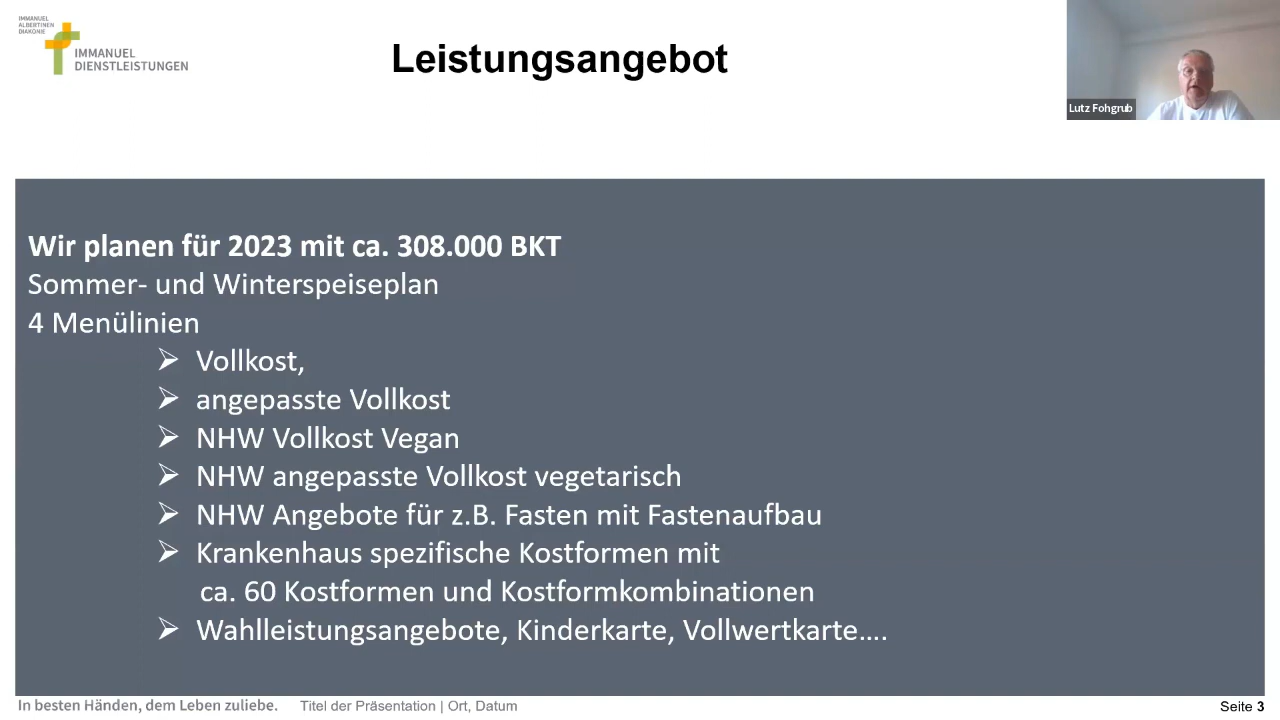 IMMANUEL
ALBERTINEN
DIAKONIE
IMMANUEL
DIENSTLEISTUNGEN
Leistungsangebot
Lutz Fohgrub
Wir planen für 2023 mit ca. 308.000 BKT
Sommer- und Winterspeiseplan
4 Menülinien
➢ Vollkost,
➢ angepasste Vollkost
➢ NHW Vollkost Vegan
➢ NHW angepasste Vollkost vegetarisch
➢ NHW Angebote für z.B. Fasten mit Fastenaufbau
➢ Krankenhaus spezifische Kostformen mit
ca. 60 Kostformen und Kostformkombinationen
➢ Wahlleistungsangebote, Kinderkarte, Vollwertkarte....
In besten Händen, dem Leben zuliebe. Titel der Präsentation | Ort, Datum Seite 3